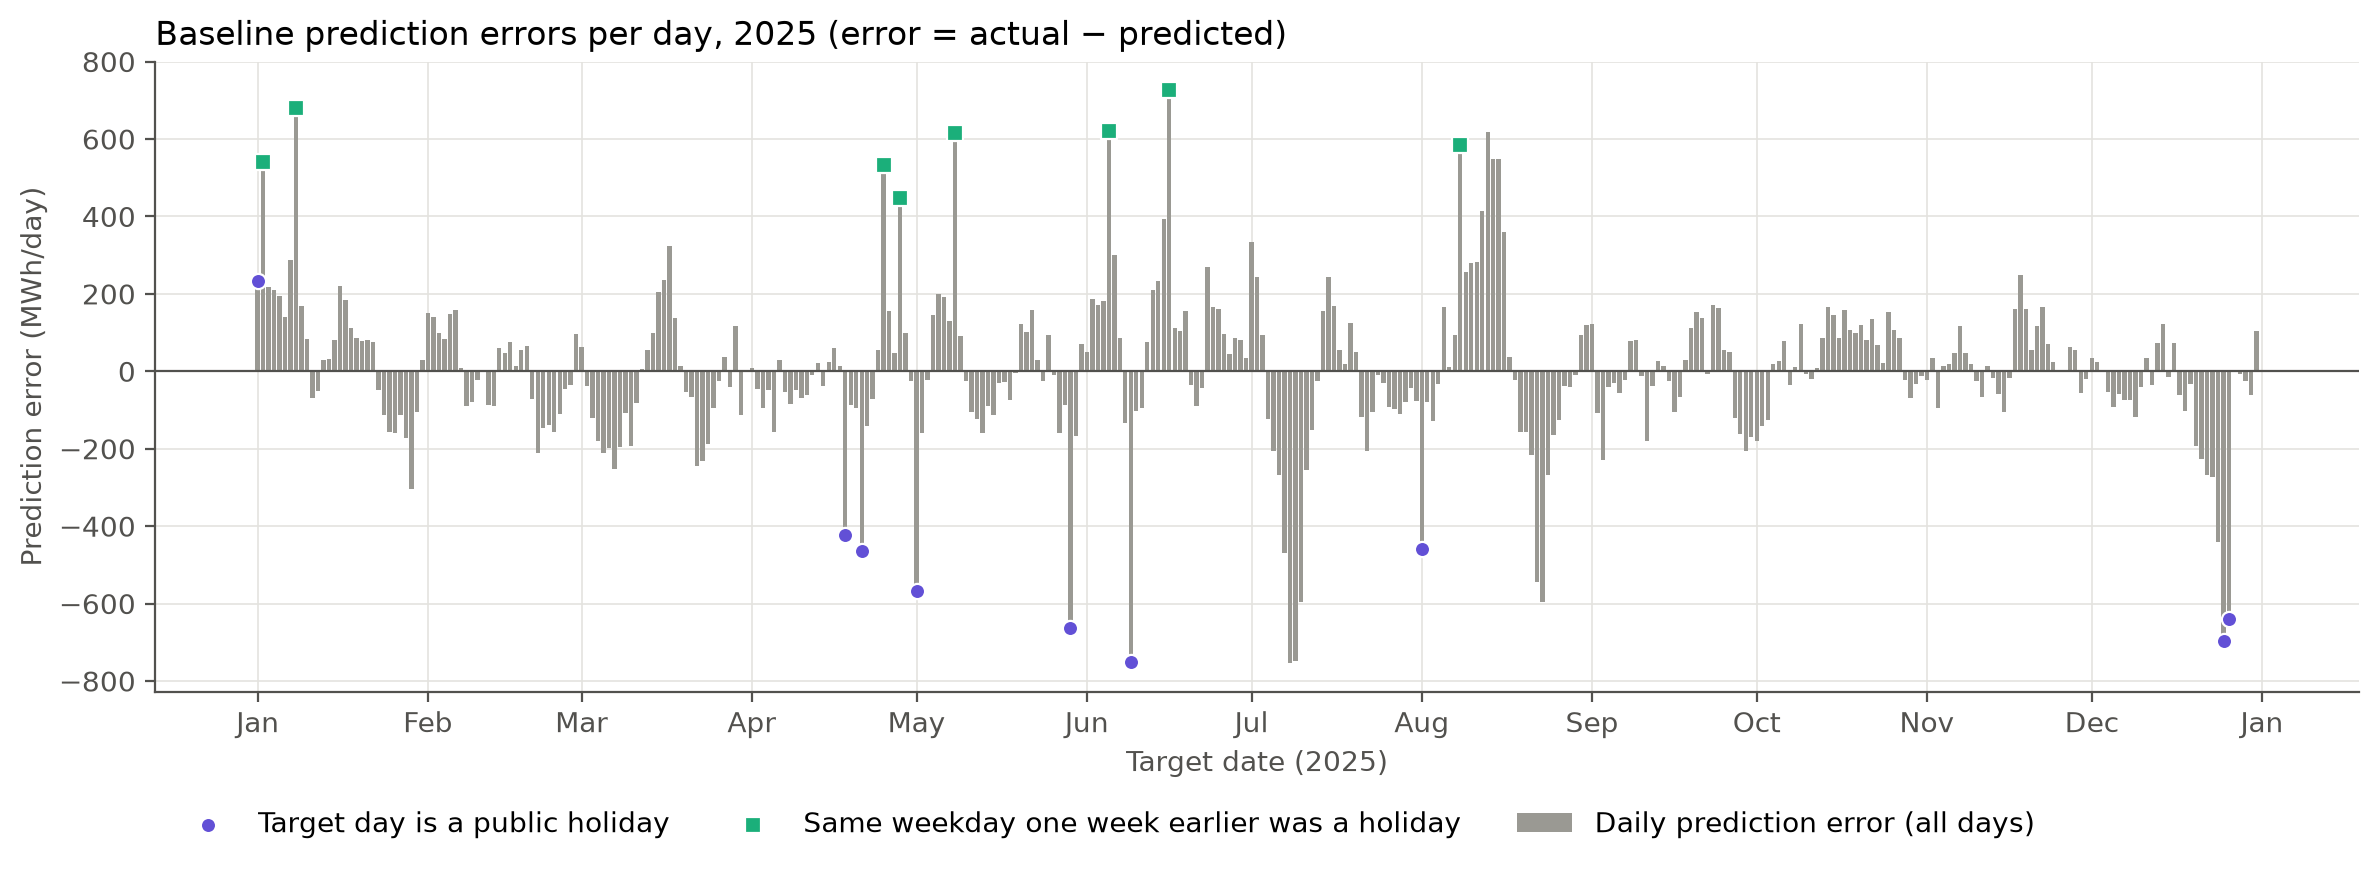 Baseline prediction errors per day, 2025 (error = actual − predicted)
Prediction error (MWh/day)
800
600
400
200
0
−200
−400
−600
−800
Jan Feb Mar Apr May Jun Jul Aug Sep Oct Nov Dec Jan
Target date (2025)
Target day is a public holiday Same weekday one week earlier was a holiday Daily prediction error (all days)